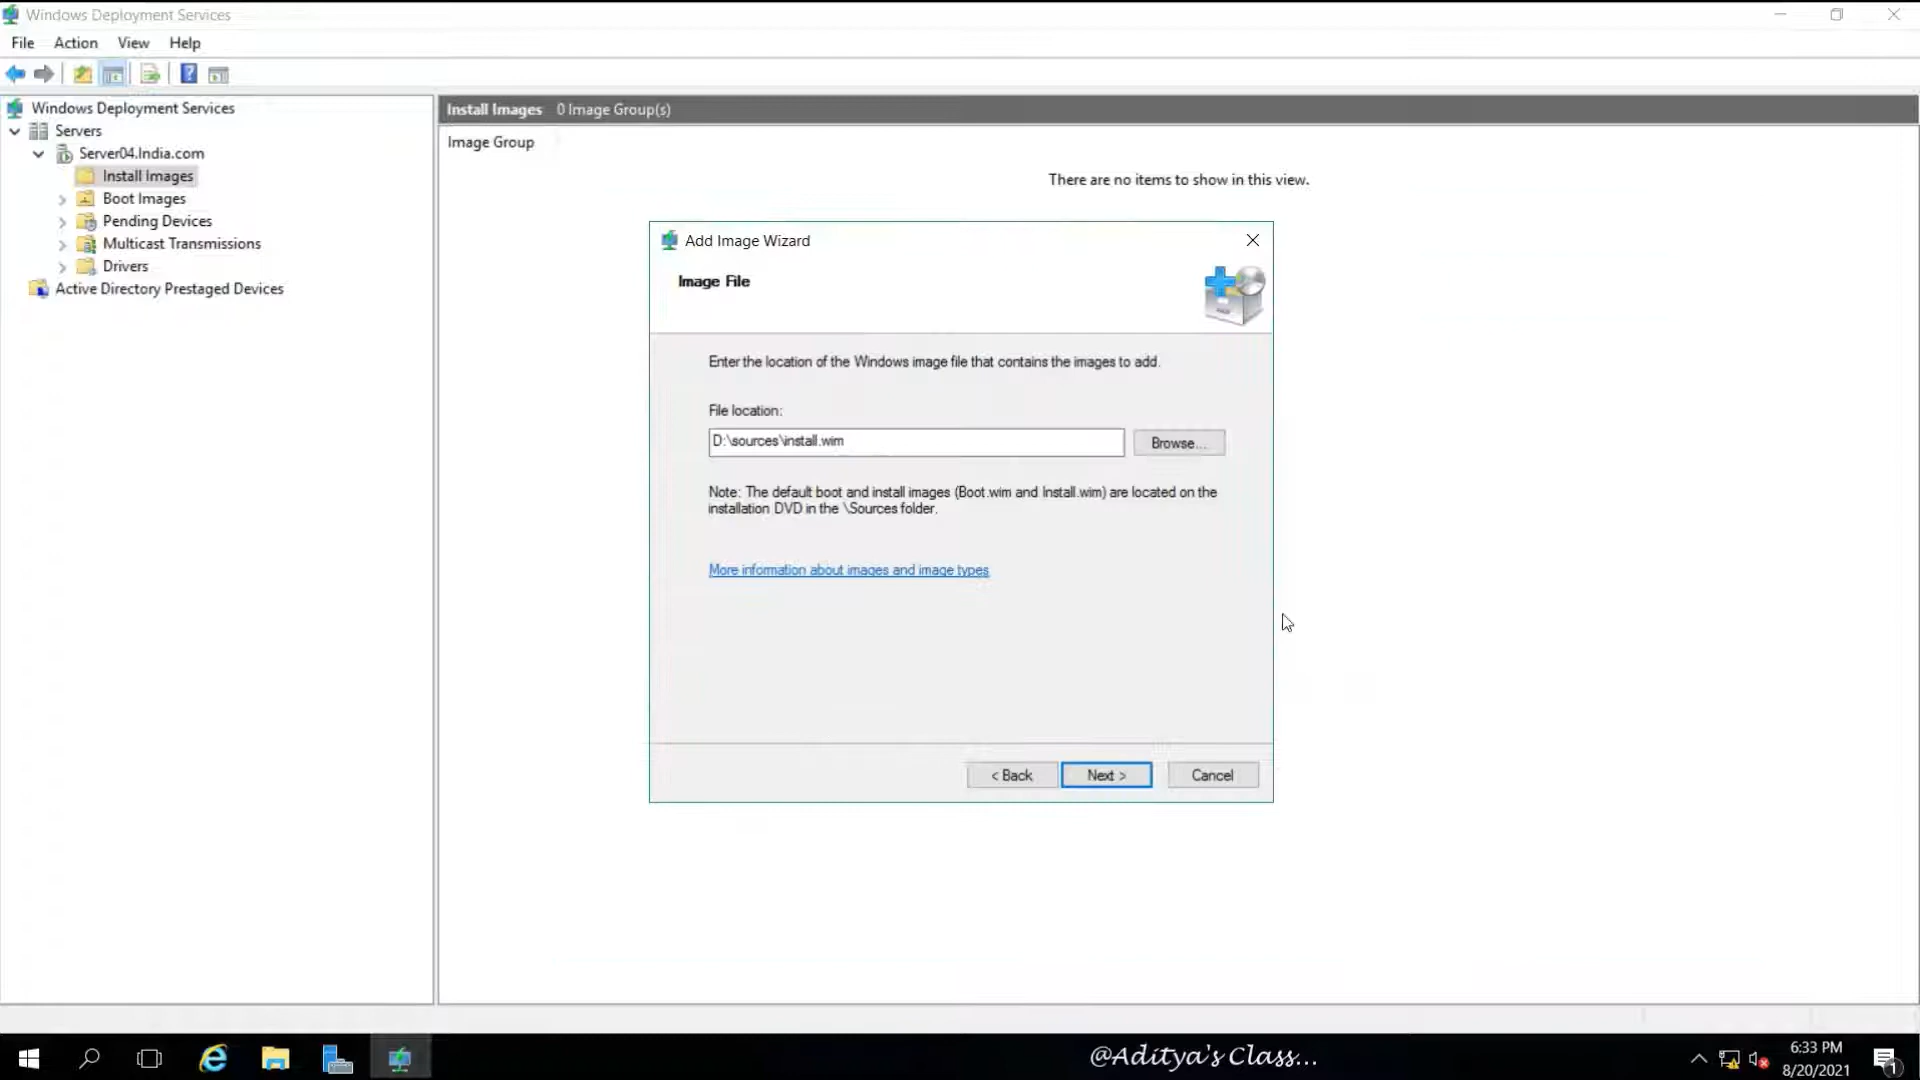 Windows Deployment Services
File Action View Help
Windows Deployment Services
Servers
Server04.India.com
Install Images
Boot Images
Pending Devices
Multicast Transmissions
Drivers
Active Directory Prestaged Devices
Install Images 0 Image Group(s)
Image Group
There are no items to show in this view.
Add Image Wizard
Image File
Enter the location of the Windows image file that contains the images to add.
File location:
D:\sources\install.wim
Browse...
Note: The default boot and install images (Boot.wim and Install.wim) are located on the
installation DVD in the \Sources folder.
More information about images and image types
< Back Next > Cancel
@Aditya's Class...
6:33 PM
8/20/2021
1